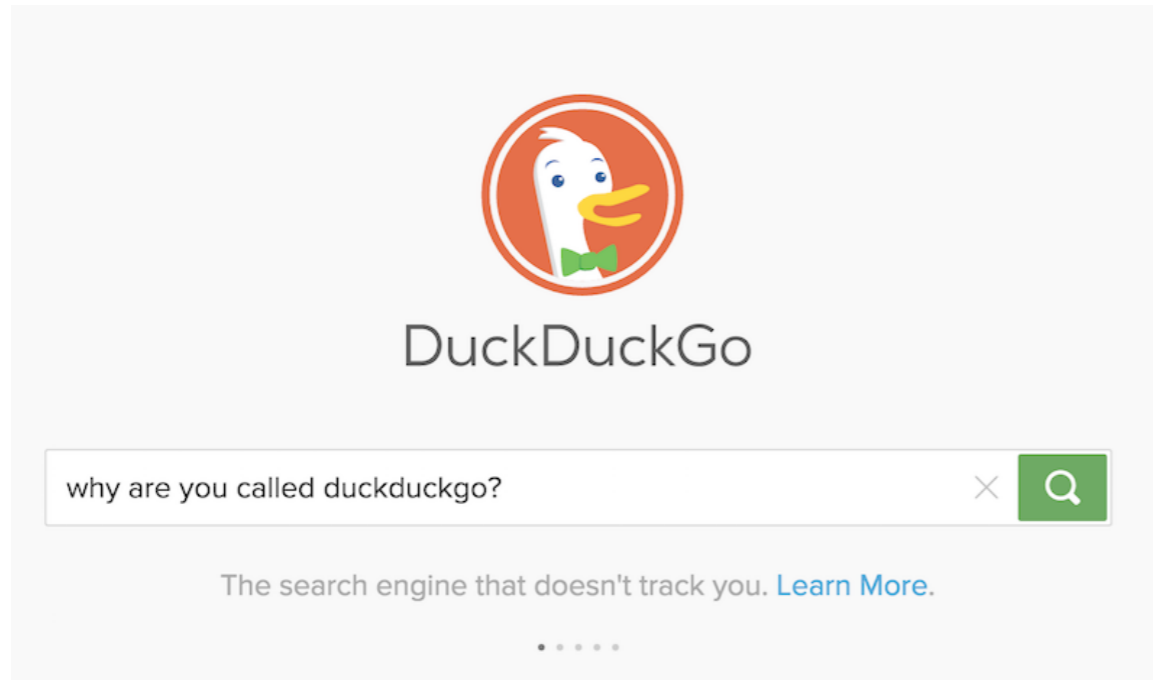 DuckDuckGo
why are you called duckduckgo?
The search engine that doesn't track you. Learn More.